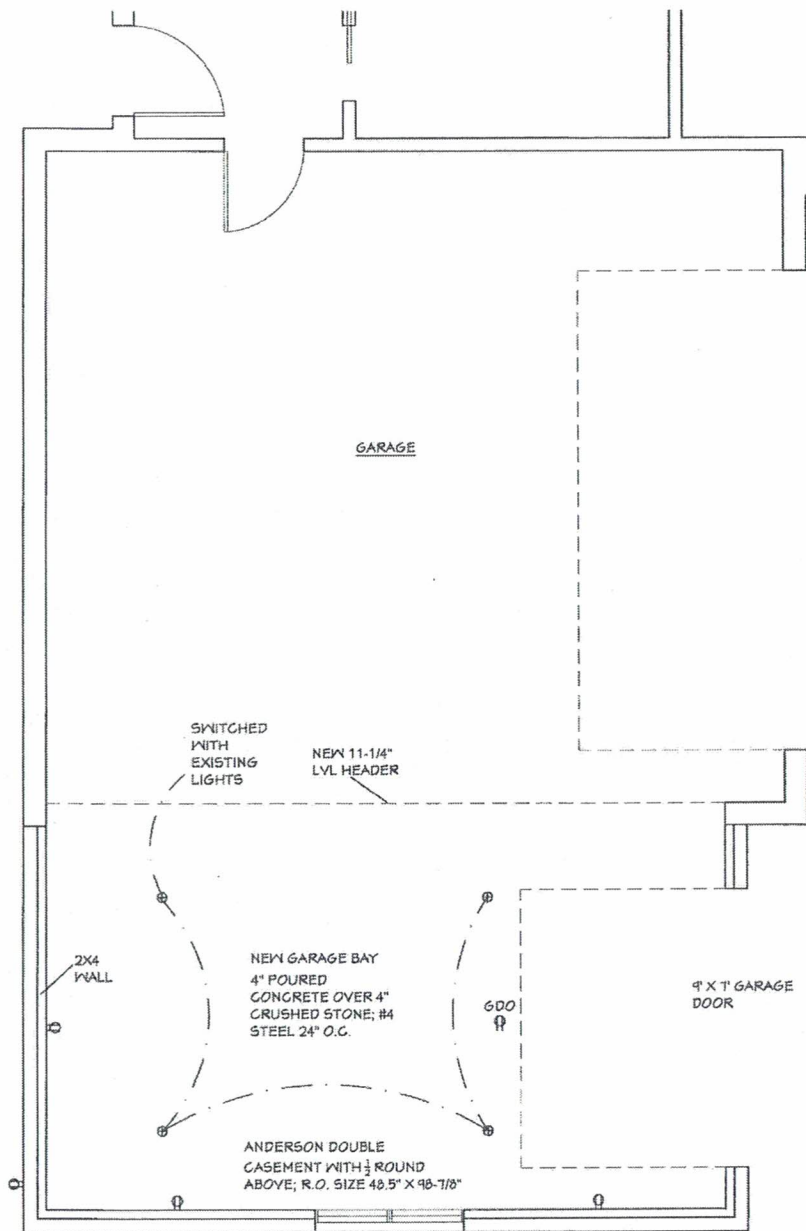 GARAGE
SWITCHED
WITH
EXISTING
LIGHTS
NEW 11-1/4"
LVL HEADER
2X4
WALL
NEW GARAGE BAY
4" POURED
CONCRETE OVER 4"
CRUSHED STONE; #4
STEEL 24" O.C.
GDO
9' X 7' GARAGE
DOOR
ANDERSON DOUBLE
CASEMENT WITH ½ ROUND
ABOVE; R.O. SIZE 48.5" X 98-7/8"